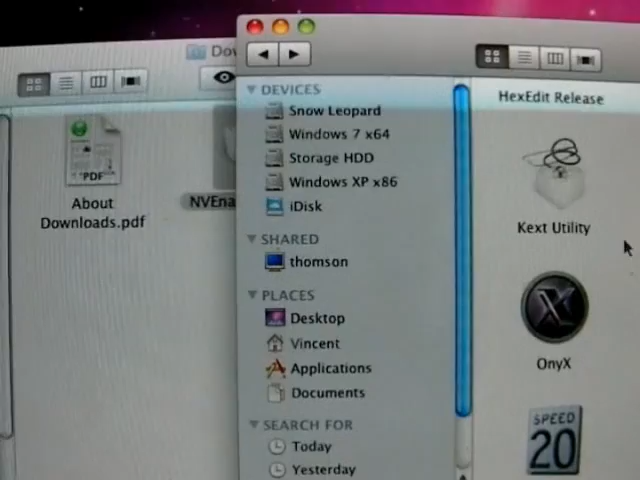 Dow
PDF
About
Downloads.pdf
NVEna
DEVICES
Snow Leopard
Windows 7 x64
Storage HDD
Windows XP x86
iDisk
SHARED
thomson
PLACES
Desktop
Vincent
Applications
Documents
SEARCH FOR
Today
Yesterday
HexEdit Release
Kext Utility
X
OnyX
SPEED
20